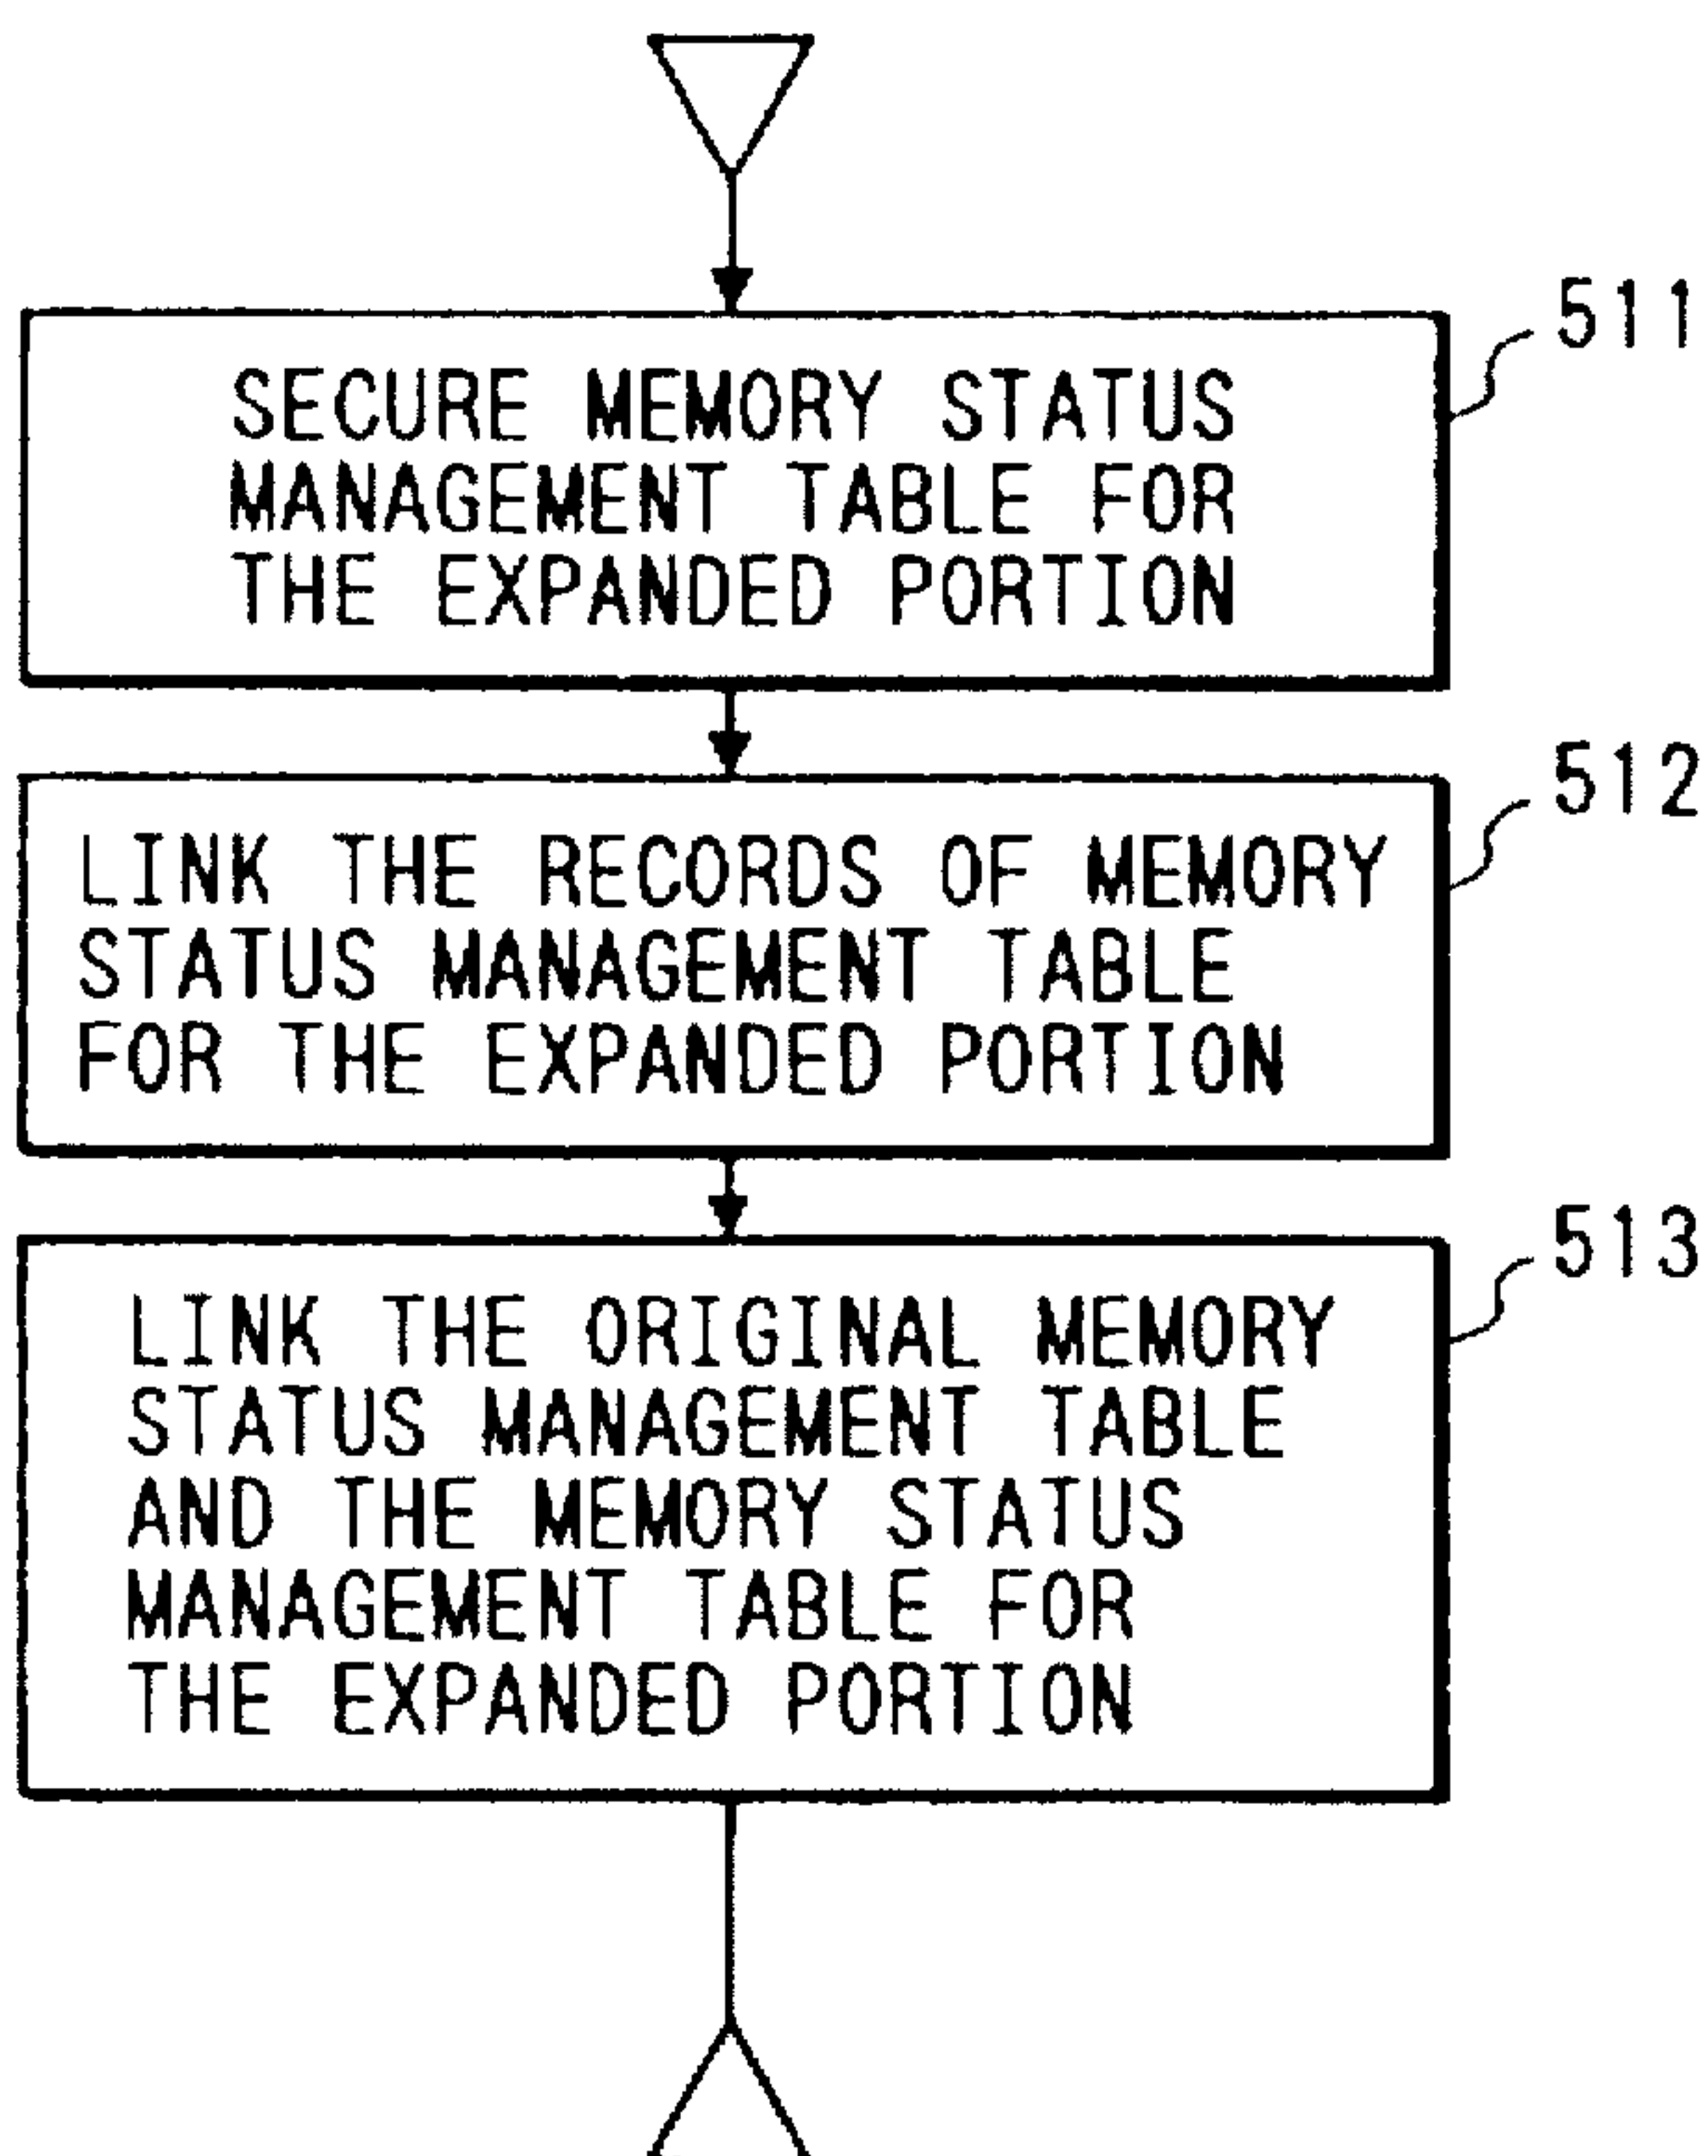 511
SECURE MEMORY STATUS
MANAGEMENT TABLE FOR
THE EXPANDED PORTION
512
LINK THE RECORDS OF MEMORY
STATUS MANAGEMENT TABLE
FOR THE EXPANDED PORTION
513
LINK THE ORIGINAL MEMORY
STATUS MANAGEMENT TABLE
AND THE MEMORY STATUS
MANAGEMENT TABLE FOR
THE EXPANDED PORTION